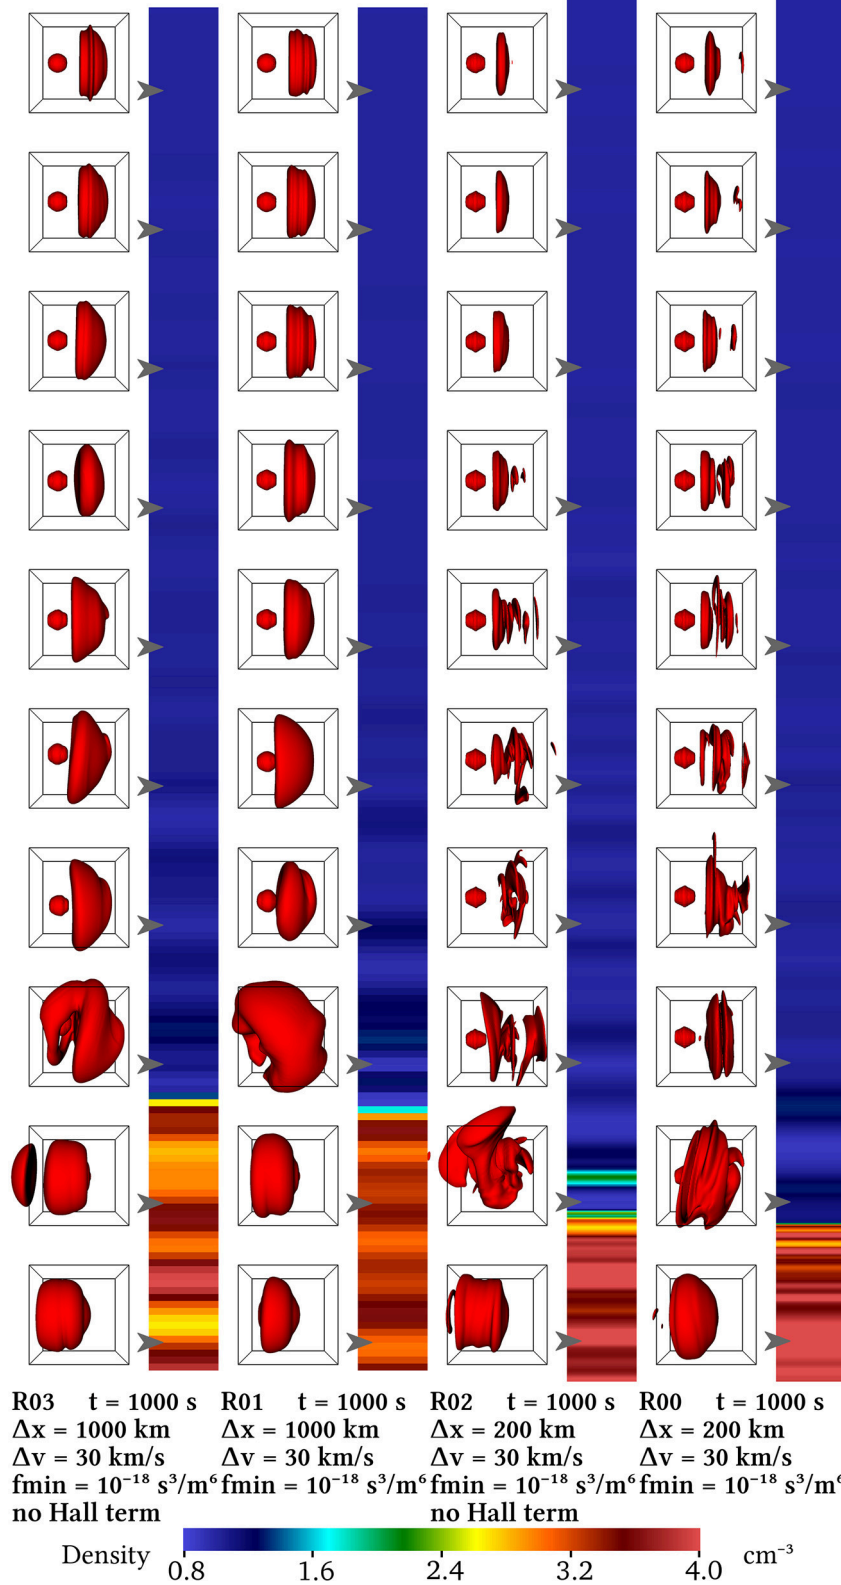 R03 t = 1000 s
Δx = 1000 km
Δv = 30 km/s
fmin = 10⁻¹⁸ s³/m⁶
no Hall term
R01 t = 1000 s
Δx = 1000 km
Δv = 30 km/s
fmin = 10⁻¹⁸ s³/m⁶
R02 t = 1000 s
Δx = 200 km
Δv = 30 km/s
fmin = 10⁻¹⁸ s³/m⁶
no Hall term
R00 t = 1000 s
Δx = 200 km
Δv = 30 km/s
fmin = 10⁻¹⁸ s³/m⁶
Density 0.8 1.6 2.4 3.2 4.0 cm⁻³